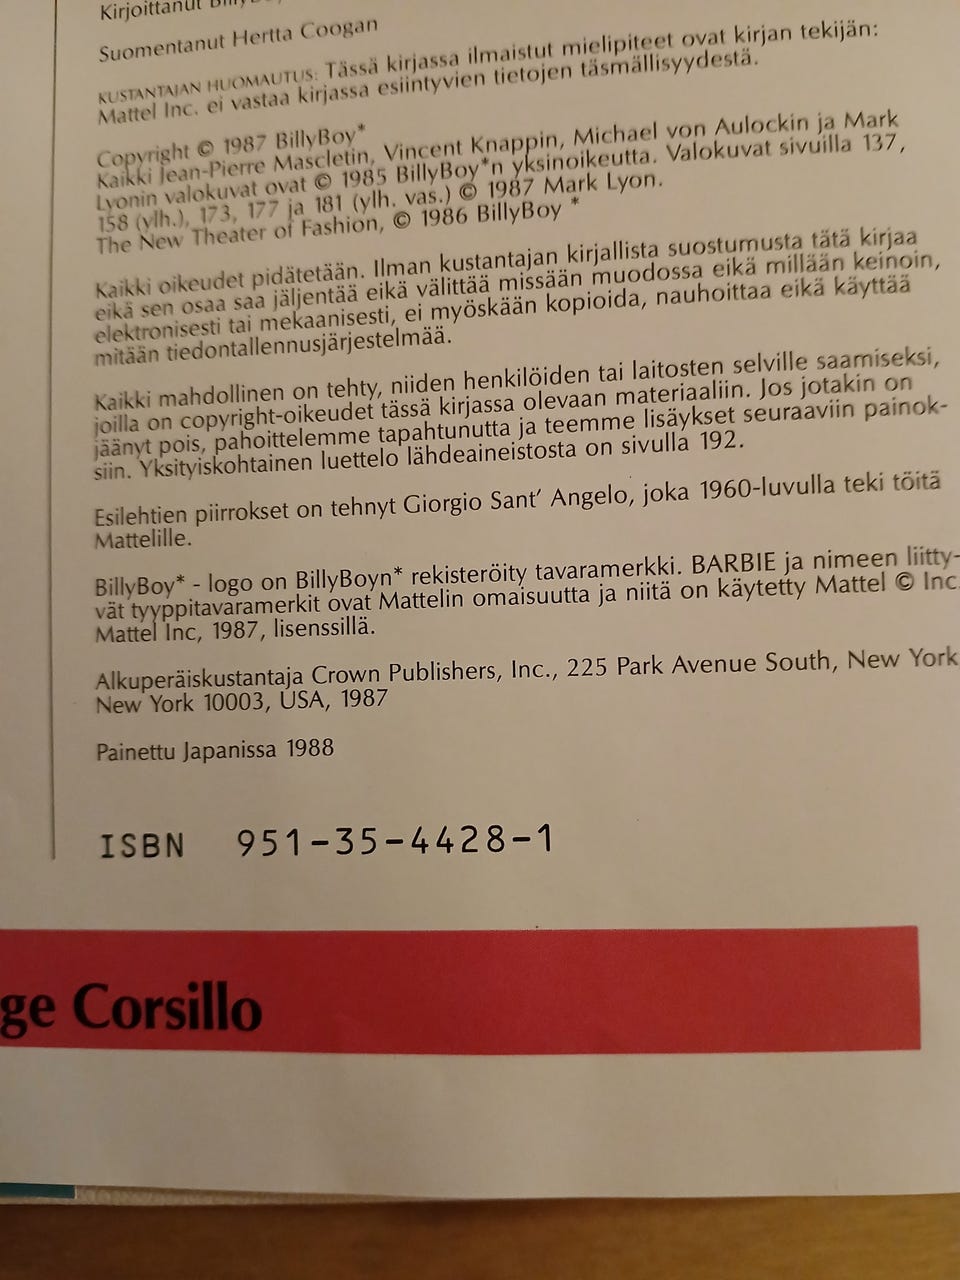 Kirjoittanut BillyBoy
Suomentanut Hertta Coogan
KUSTANTAJAN HUOMAUTUS: Tässä kirjassa ilmaistut mielipiteet ovat kirjan tekijän:
Mattel Inc. ei vastaa kirjassa esiintyvien tietojen täsmällisyydestä.
Copyright © 1987 BillyBoy*
Kaikki Jean-Pierre Mascletin, Vincent Knappin, Michael von Aulockin ja Mark
Lyonin valokuvat ovat © 1985 BillyBoy*n yksinoikeutta. Valokuvat sivuilla 137,
158 (ylh.), 173, 177 ja 181 (ylh. vas.) © 1987 Mark Lyon.
The New Theater of Fashion, © 1986 BillyBoy *
Kaikki oikeudet pidätetään. Ilman kustantajan kirjallista suostumusta tätä kirjaa
eikä sen osaa saa jäljentää eikä välittää missään muodossa eikä millään keinoin,
elektronisesti tai mekaanisesti, ei myöskään kopioida, nauhoittaa eikä käyttää
mitään tiedontallennusjärjestelmää.
Kaikki mahdollinen on tehty, niiden henkilöiden tai laitosten selville saamiseksi,
joilla on copyright-oikeudet tässä kirjassa olevaan materiaaliin. Jos jotakin on
jäänyt pois, pahoittelemme tapahtunutta ja teemme lisäykset seuraaviin painok-
siin. Yksityiskohtainen luettelo lähdeaineistosta on sivulla 192.
Esilehtien piirrokset on tehnyt Giorgio Sant' Angelo, joka 1960-luvulla teki töitä
Mattelille.
BillyBoy* - logo on BillyBoyn* rekisteröity tavaramerkki. BARBIE ja nimeen liitty-
vät tyyppitavaramerkit ovat Mattelin omaisuutta ja niitä on käytetty Mattel © Inc.
Mattel Inc, 1987, lisenssillä.
Alkuperäiskustantaja Crown Publishers, Inc., 225 Park Avenue South, New York
New York 10003, USA, 1987
Painettu Japanissa 1988
ISBN 951-35-4428-1
ge Corsillo